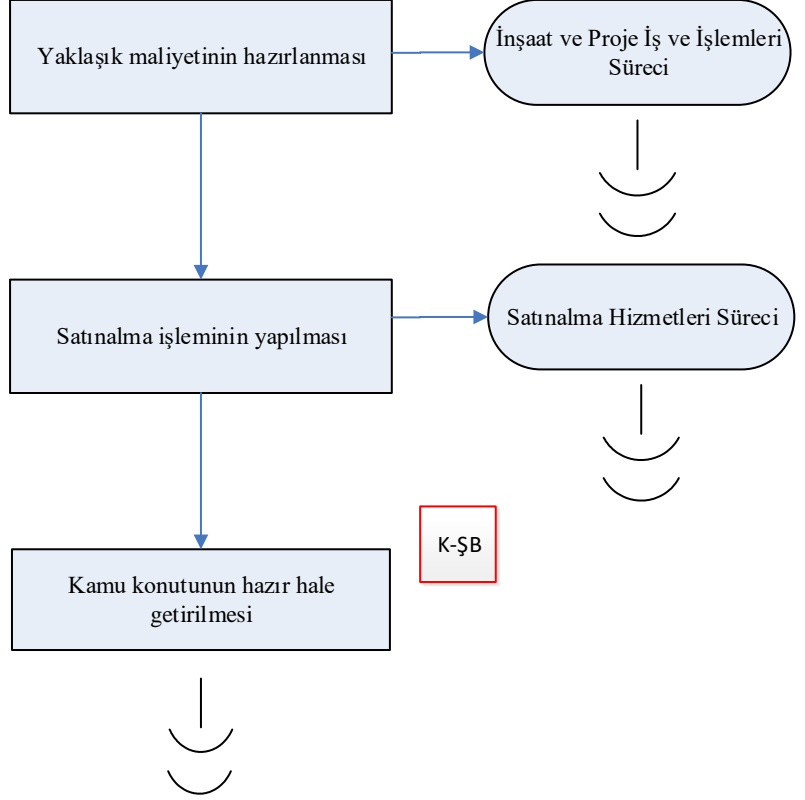 Yaklaşık maliyetinin hazırlanması
İnşaat ve Proje İş ve İşlemleri
Süreci
Satınalma işleminin yapılması
Satınalma Hizmetleri Süreci
K-ŞB
Kamu konutunun hazır hale
getirilmesi